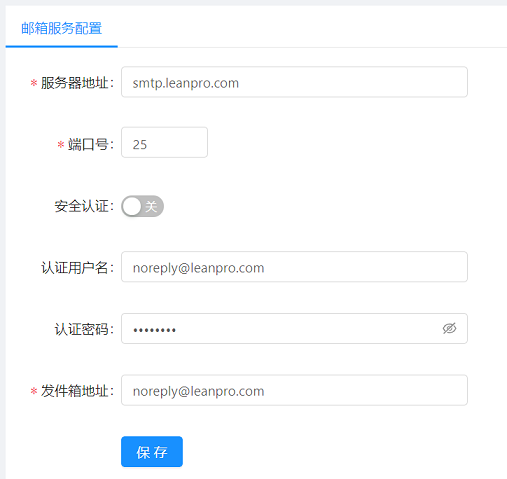 邮箱服务配置
* 服务器地址: smtp.leanpro.com
* 端口号: 25
安全认证: 关
认证用户名: noreply@leanpro.com
认证密码: ••••••••
* 发件箱地址: noreply@leanpro.com
保 存